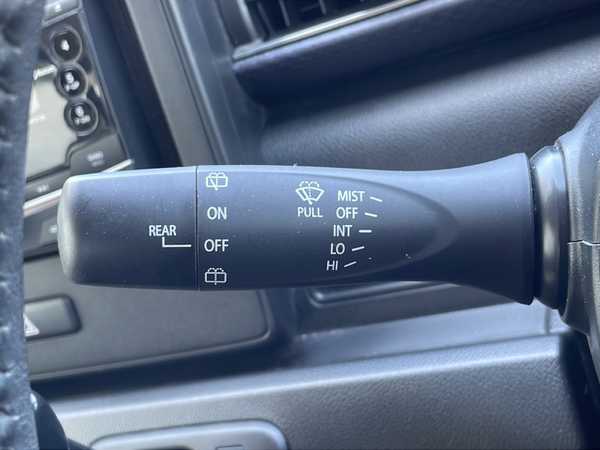 REAR
ON
OFF
PULL
MIST
OFF
INT
LO
HI